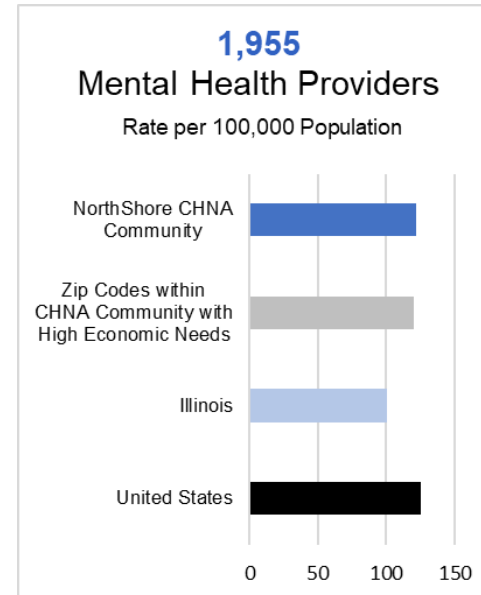 1,955
Mental Health Providers
Rate per 100,000 Population
NorthShore CHNA
Community
Zip Codes within
CHNA Community with
High Economic Needs
Illinois
United States
0 50 100 150